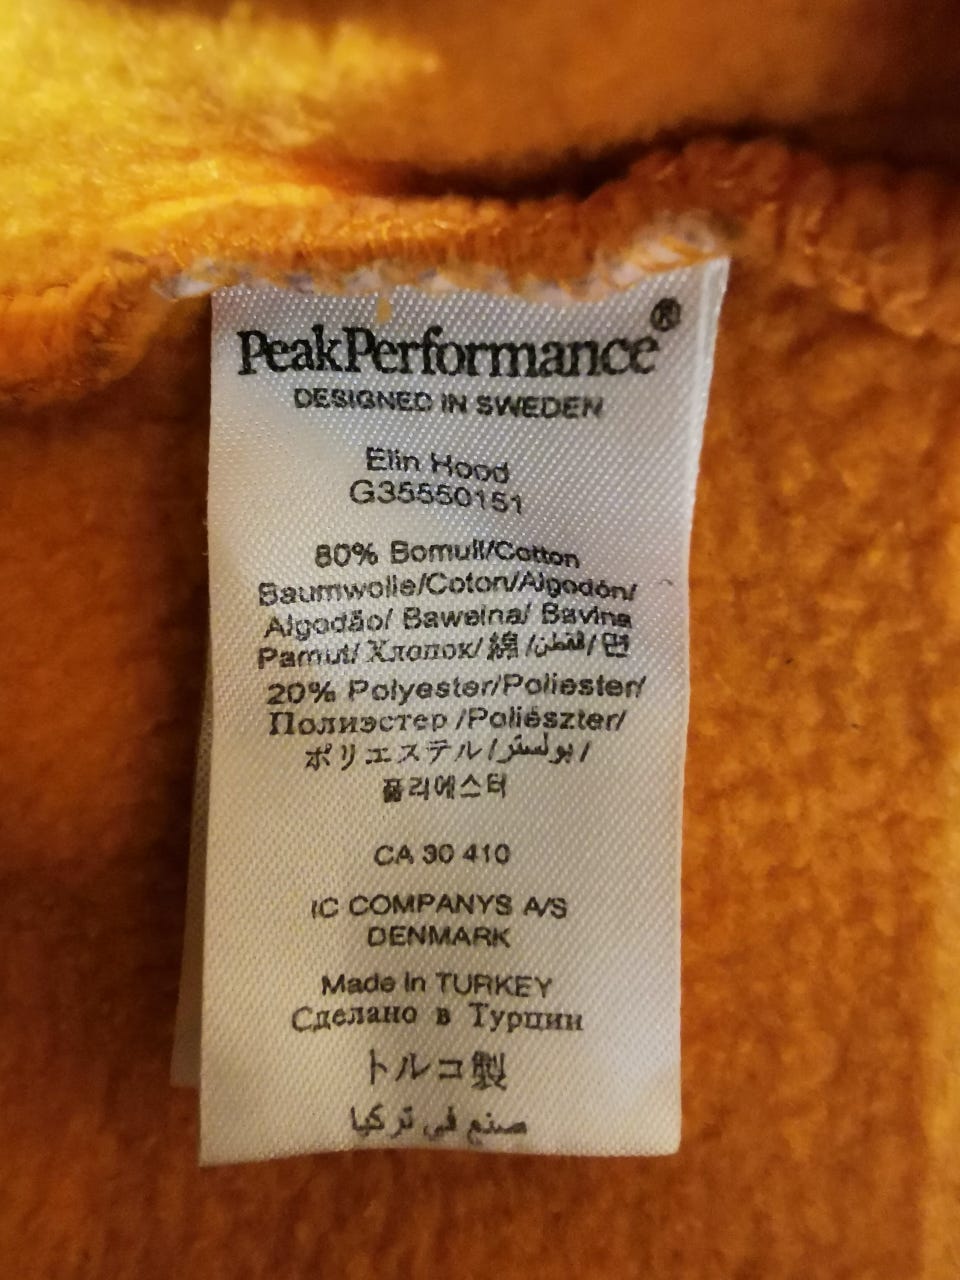 PeakPerformance®
DESIGNED IN SWEDEN
Elin Hood
G35550151
80% Bomull/Cotton
Baumwolle/Coton/Algodón/
Algodão/ Bawelna/ Bavlna
Pamut/ Хлопок/ 綿 /القطن/ 면
20% Polyester/Poliester/
Полиэстер /Poliészter/
ポリエステル/بولستر/
폴리에스터
CA 30 410
IC COMPANYS A/S
DENMARK
Made in TURKEY
Сделано в Турции
トルコ製
صنع في تركيا